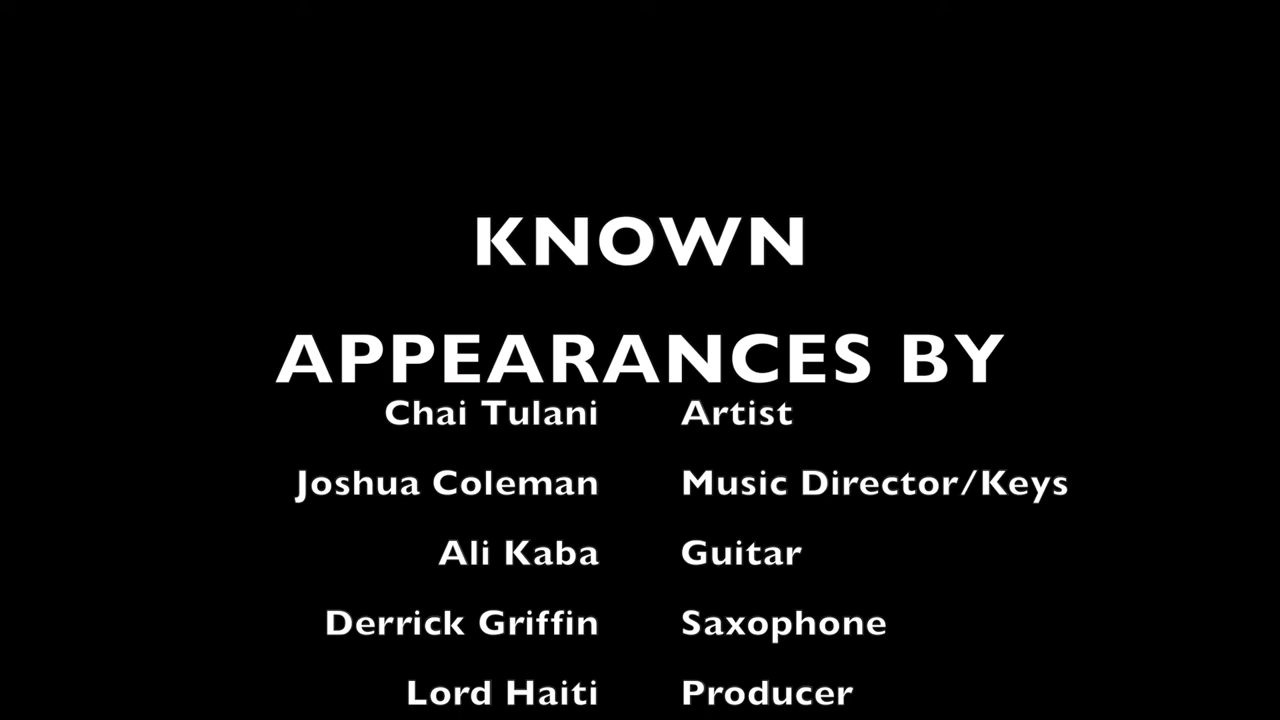 KNOWN
APPEARANCES BY
Chai Tulani Artist
Joshua Coleman Music Director/Keys
Ali Kaba Guitar
Derrick Griffin Saxophone
Lord Haiti Producer